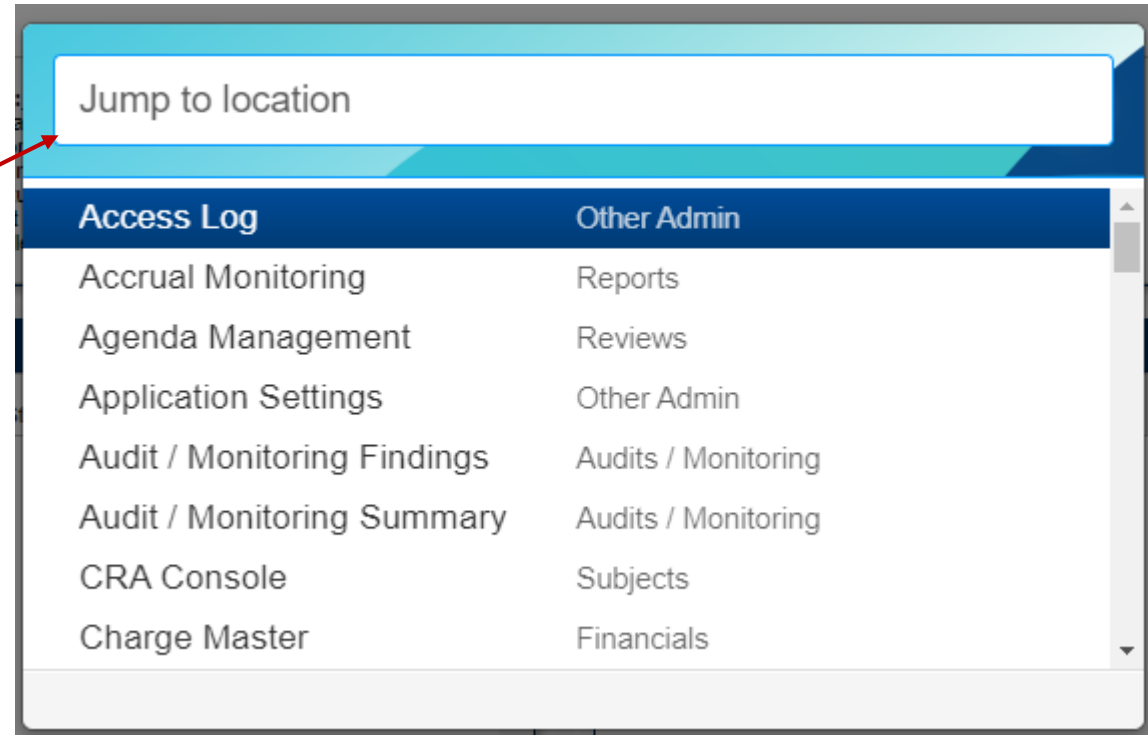 Jump to location
Access Log Other Admin
Accrual Monitoring Reports
Agenda Management Reviews
Application Settings Other Admin
Audit / Monitoring Findings Audits / Monitoring
Audit / Monitoring Summary Audits / Monitoring
CRA Console Subjects
Charge Master Financials